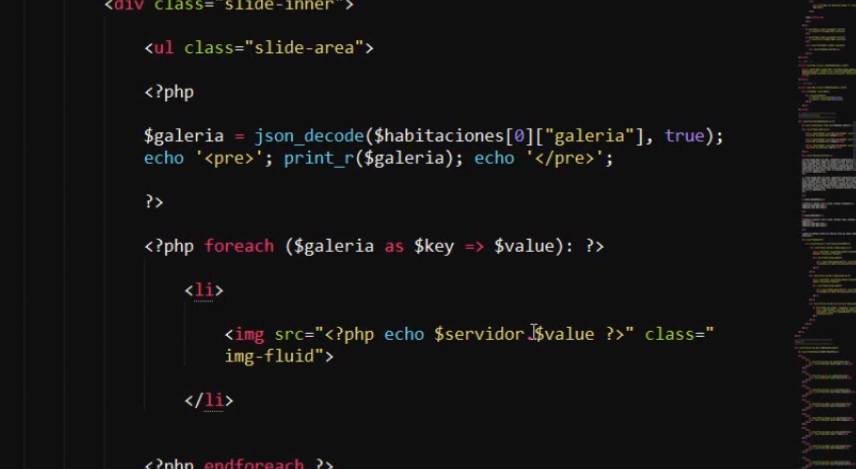 <div class="slide-inner">
<ul class="slide-area">
<?php
$galeria = json_decode($habitaciones[0]["galeria"], true);
echo '<pre>'; print_r($galeria); echo '</pre>';
?>
<?php foreach ($galeria as $key => $value): ?>
<li>
<img src="<?php echo $servidor.$value ?>" class="
img-fluid">
</li>
<?php endforeach ?>